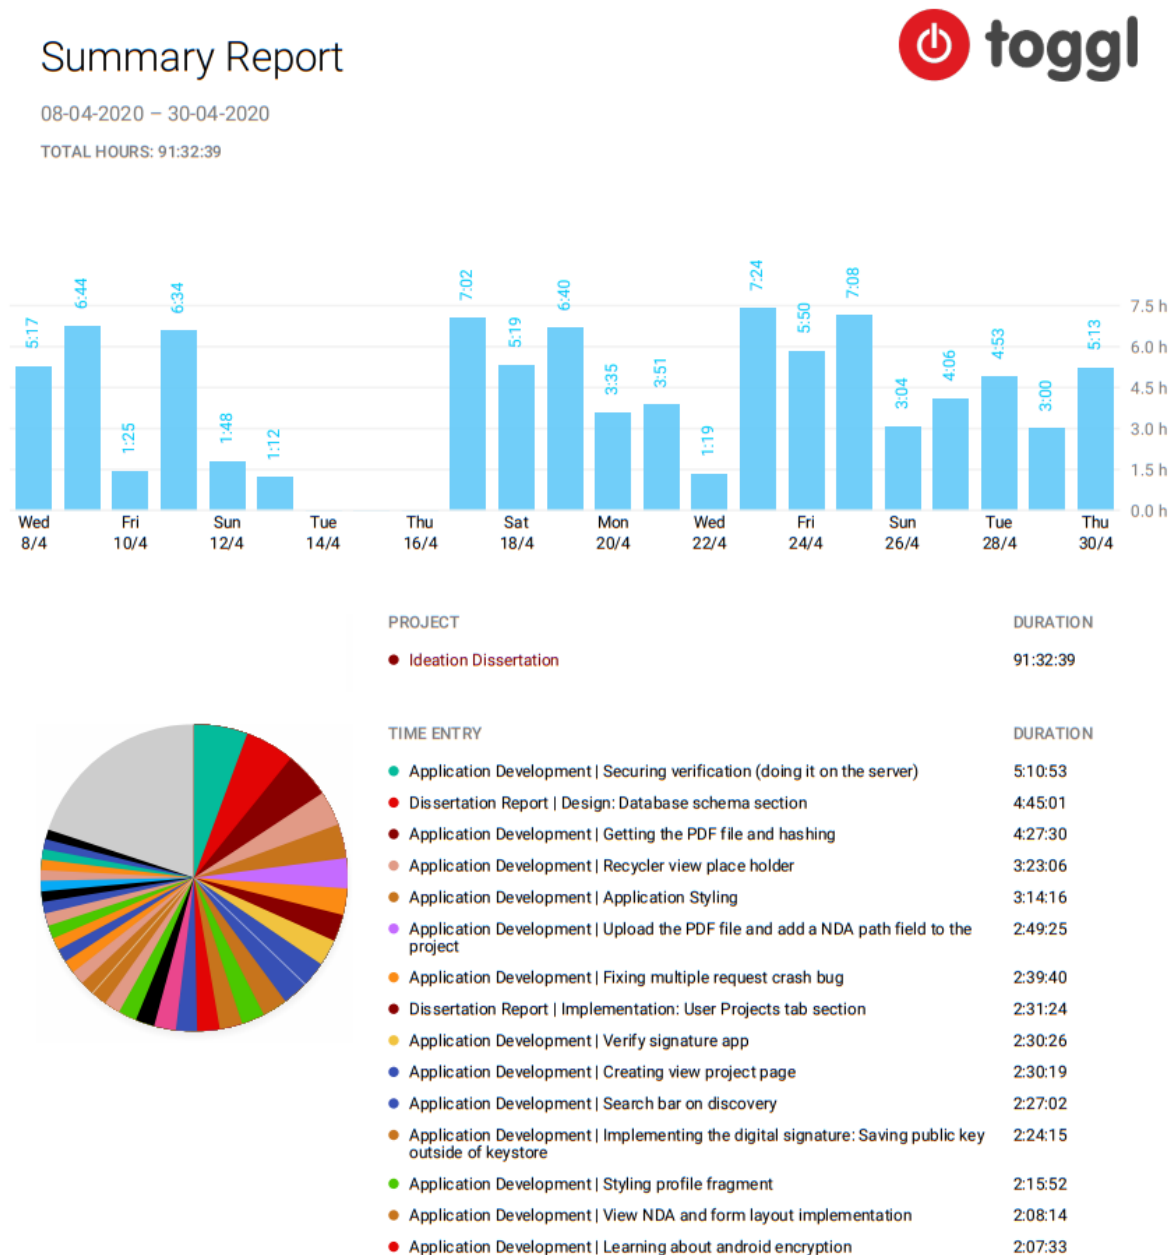 Summary Report
toggl
08-04-2020 – 30-04-2020
TOTAL HOURS: 91:32:39
5:17
6:44
1:25
6:34
1:48
1:12
7:02
5:19
6:40
3:35
3:51
1:19
7:24
5:50
7:08
3:04
4:06
4:53
3:00
5:13
7.5 h
6.0 h
4.5 h
3.0 h
1.5 h
0.0 h
Wed Fri Sun Tue Thu Sat Mon Wed Fri Sun Tue Thu
8/4 10/4 12/4 14/4 16/4 18/4 20/4 22/4 24/4 26/4 28/4 30/4
PROJECT DURATION
Ideation Dissertation 91:32:39
TIME ENTRY DURATION
Application Development | Securing verification (doing it on the server) 5:10:53
Dissertation Report | Design: Database schema section 4:45:01
Application Development | Getting the PDF file and hashing 4:27:30
Application Development | Recycler view place holder 3:23:06
Application Development | Application Styling 3:14:16
Application Development | Upload the PDF file and add a NDA path field to the 2:49:25
project
Application Development | Fixing multiple request crash bug 2:39:40
Dissertation Report | Implementation: User Projects tab section 2:31:24
Application Development | Verify signature app 2:30:26
Application Development | Creating view project page 2:30:19
Application Development | Search bar on discovery 2:27:02
Application Development | Implementing the digital signature: Saving public key 2:24:15
outside of keystore
Application Development | Styling profile fragment 2:15:52
Application Development | View NDA and form layout implementation 2:08:14
Application Development | Learning about android encryption 2:07:33